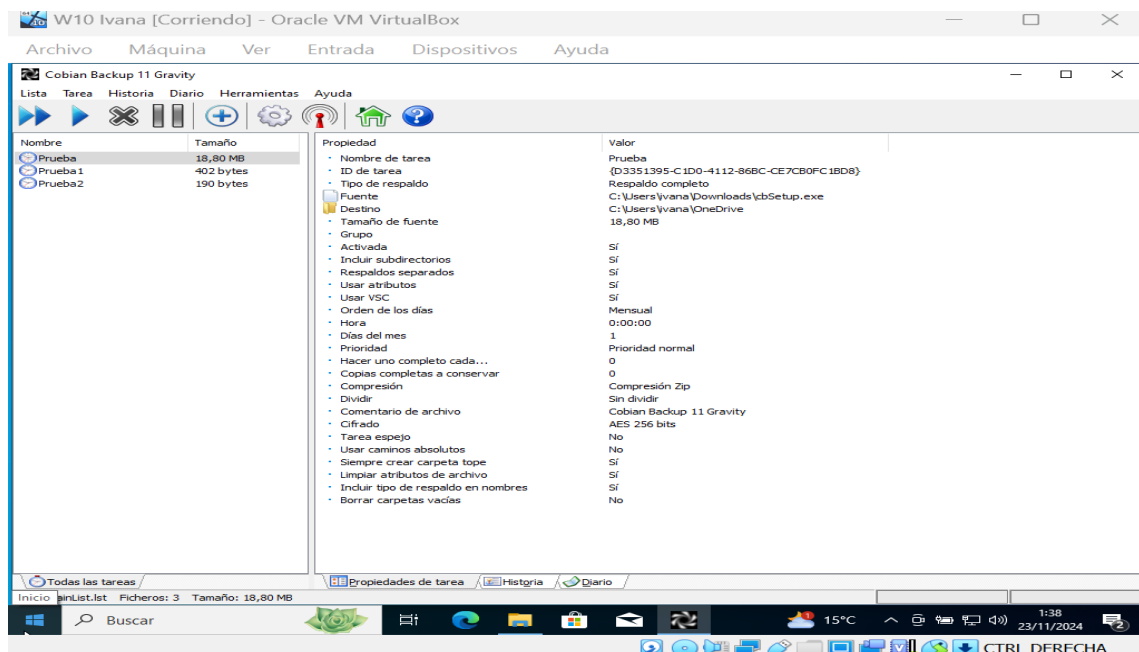 W10 Ivana [Corriendo] - Oracle VM VirtualBox
Archivo Máquina Ver Entrada Dispositivos Ayuda
Cobian Backup 11 Gravity
Lista Tarea Historia Diario Herramientas Ayuda
Nombre Tamaño Propiedad Valor
Prueba 18,80 MB Nombre de tarea Prueba
Prueba1 402 bytes ID de tarea {D3351395-C1D0-4112-86BC-CE7CB0FC1BD8}
Prueba2 190 bytes Tipo de respaldo Respaldo completo
Fuente C:\Users\ivana\Downloads\cbSetup.exe
Destino C:\Users\ivana\OneDrive
Tamaño de fuente 18,80 MB
Grupo
Activada Sí
Incluir subdirectorios Sí
Respaldos separados Sí
Usar atributos Sí
Usar VSC Sí
Orden de los días Mensual
Hora 0:00:00
Días del mes 1
Prioridad Prioridad normal
Hacer uno completo cada... 0
Copias completas a conservar 0
Compresión Compresión Zip
Dividir Sin dividir
Comentario de archivo Cobian Backup 11 Gravity
Cifrado AES 256 bits
Tarea espejo No
Usar caminos absolutos No
Siempre crear carpeta tope Sí
Limpiar atributos de archivo Sí
Incluir tipo de respaldo en nombres Sí
Borrar carpetas vacías No
Todas las tareas Propiedades de tarea Historia Diario
Inicio ainList.lst Ficheros: 3 Tamaño: 18,80 MB
Buscar 15°C 1:38
23/11/2024 2
CTRL DERECHA